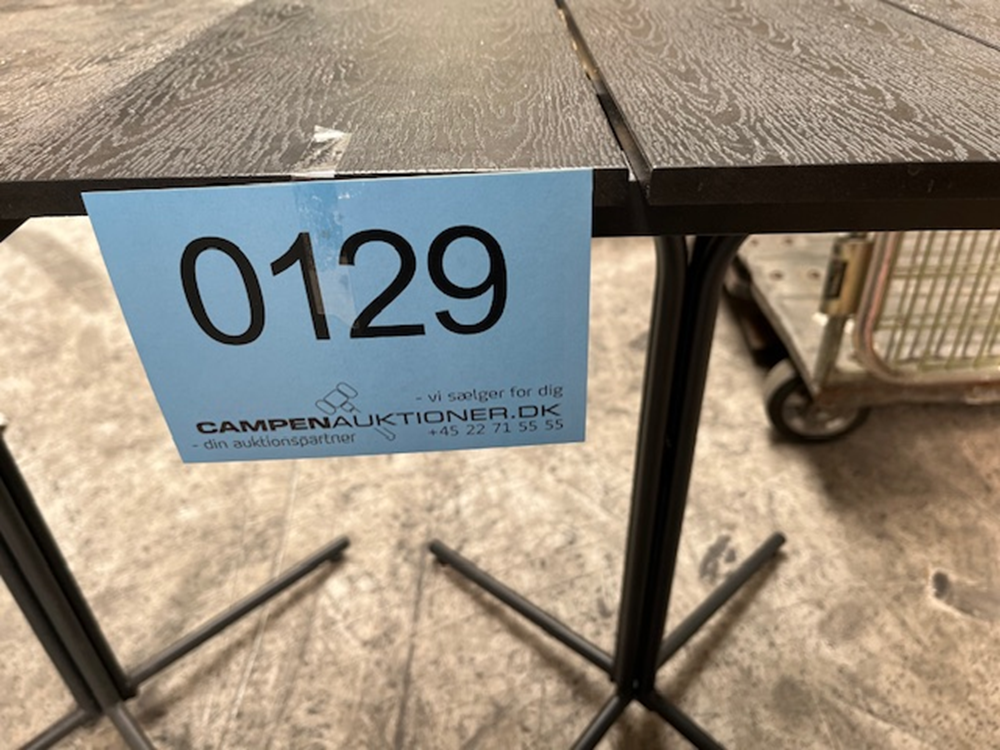 0129
- vi sælger for dig
CAMPENAUKTIONER.DK
- din auktionspartner
+45 22 71 55 55